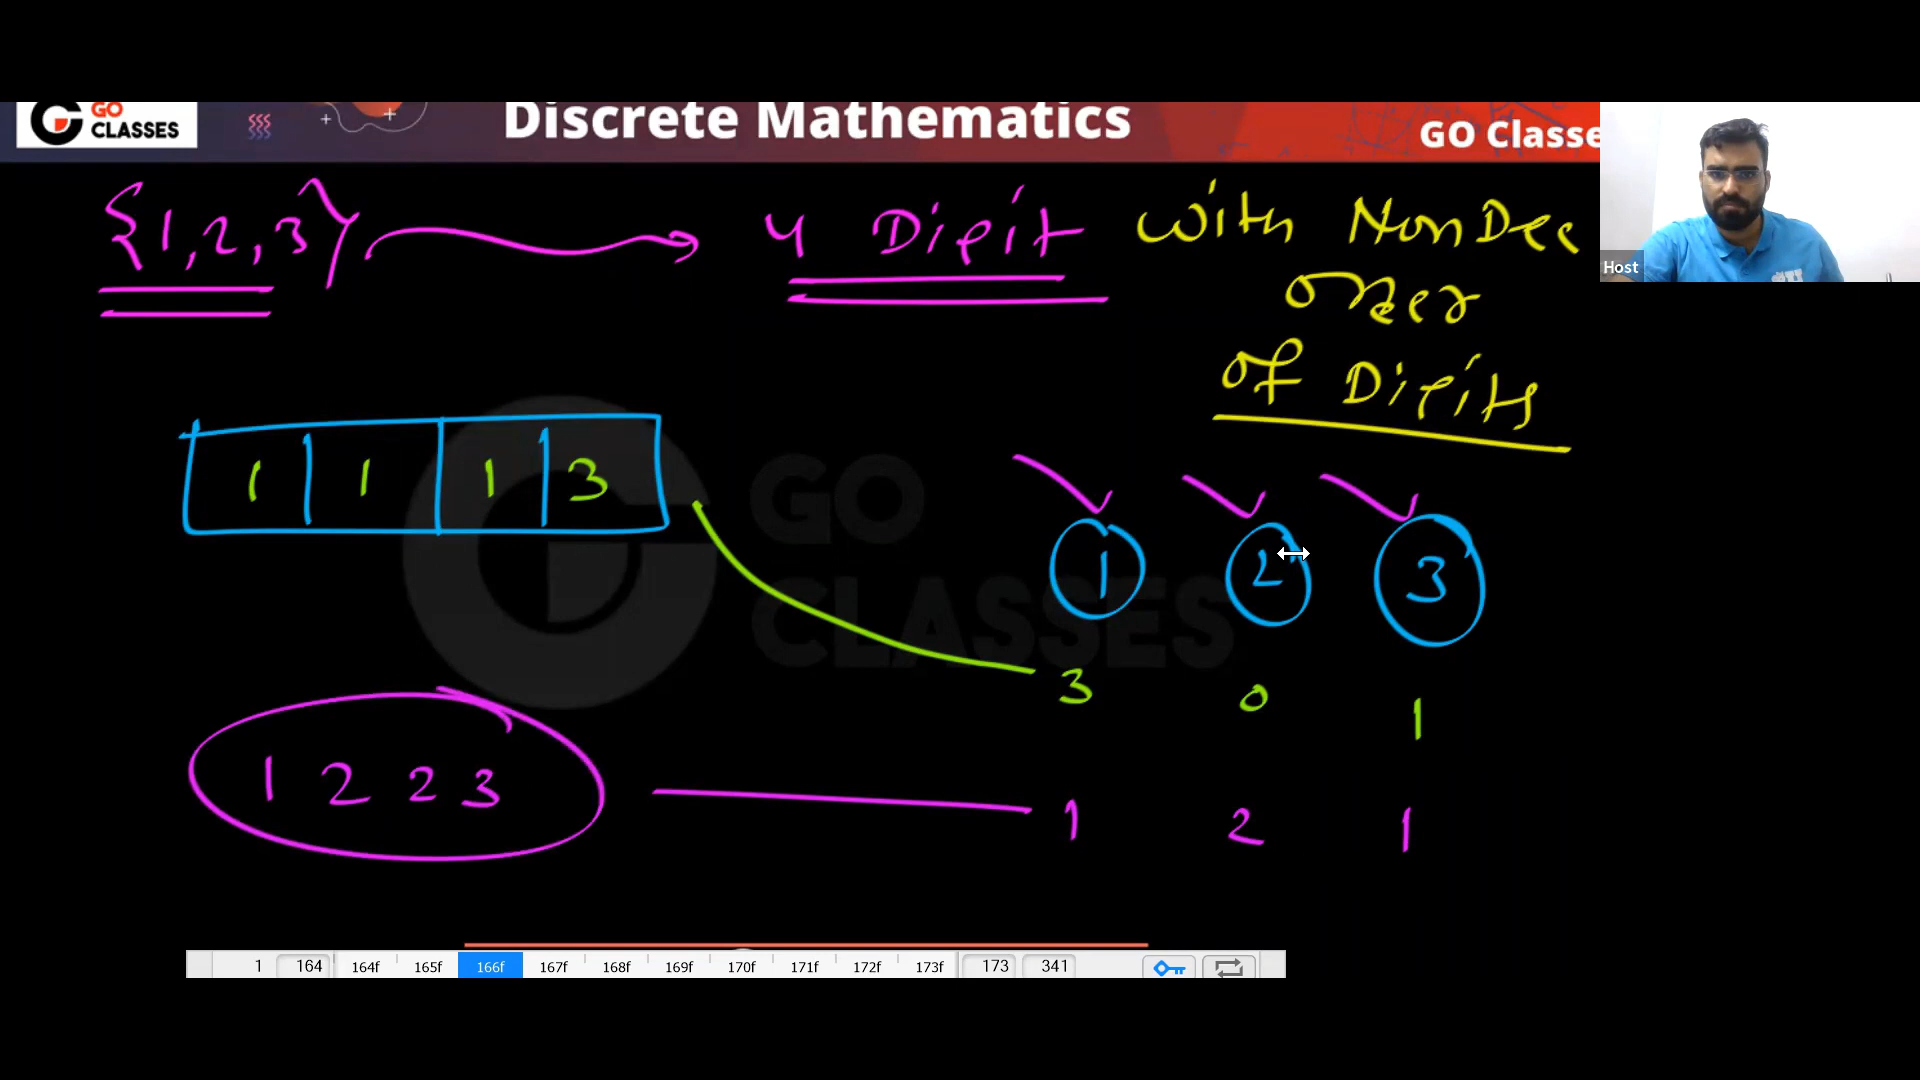 GO
CLASSES
Discrete Mathematics
GO Classe
Host
{1,2,3} 4 Digit with NonDec
order
of Digits
1 1 1 3
1 2 3
3 0 1
1 2 2 3 1 2 1
GO
CLASSES
1 164 164f 165f 166f 167f 168f 169f 170f 171f 172f 173f 173 341